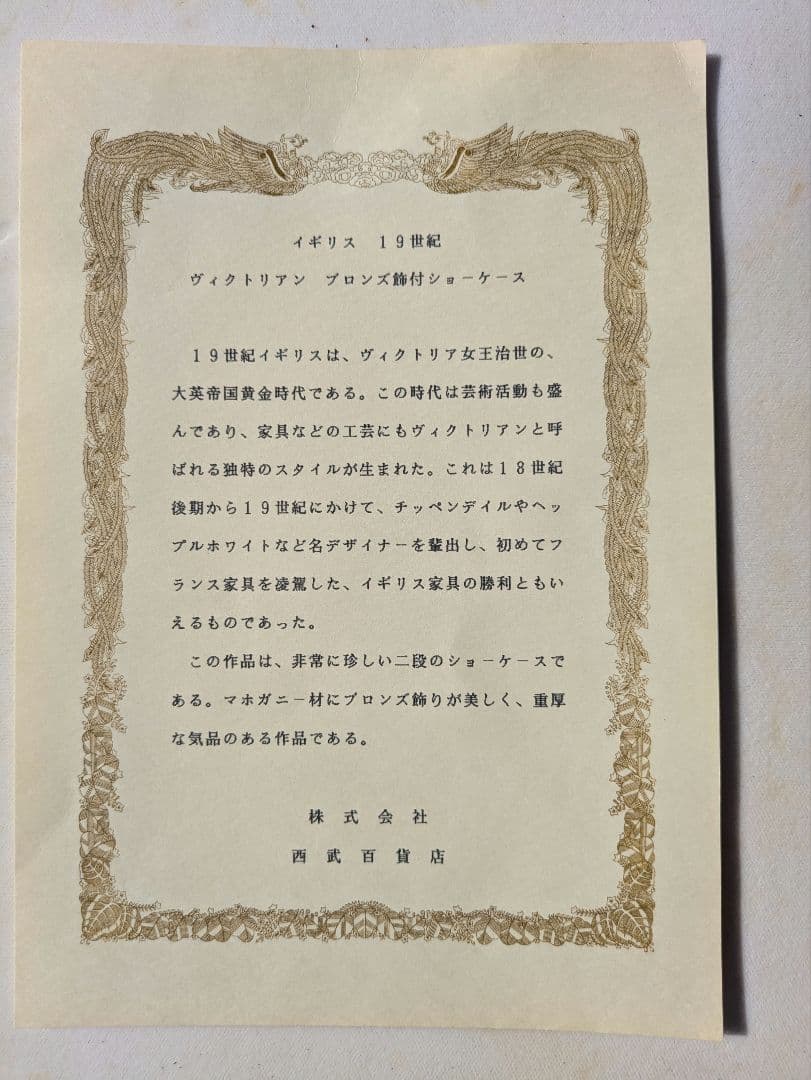 イギリス　19世紀
ヴィクトリアン　ブロンズ飾付ショーケース
19世紀イギリスは、ヴィクトリア女王治世の、
大英帝国黄金時代である。この時代は芸術活動も盛
んであり、家具などの工芸にもヴィクトリアンと呼
ばれる独特のスタイルが生まれた。これは18世紀
後期から19世紀にかけて、チッペンデイルやヘッ
プルホワイトなど名デザイナーを輩出し、初めてフ
ランス家具を凌駕した、イギリス家具の勝利ともい
えるものであった。
この作品は、非常に珍しい二段のショーケースで
ある。マホガニー材にブロンズ飾りが美しく、重厚
な気品のある作品である。
株式会社
西武百貨店